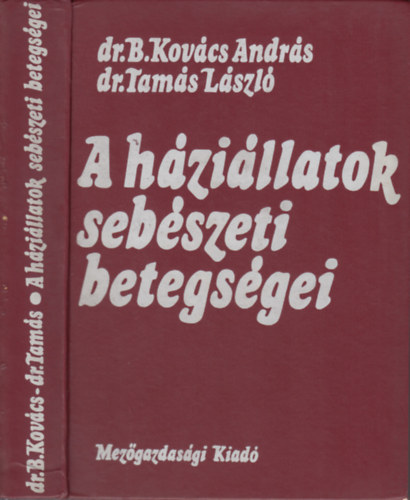 dr.B.Kovács-dr.Tamás • A háziállatok sebészeti betegségei
dr.B.Kovács András
dr.Tamás László
A háziállatok
sebészeti
betegségei
Mezőgazdasági Kiadó